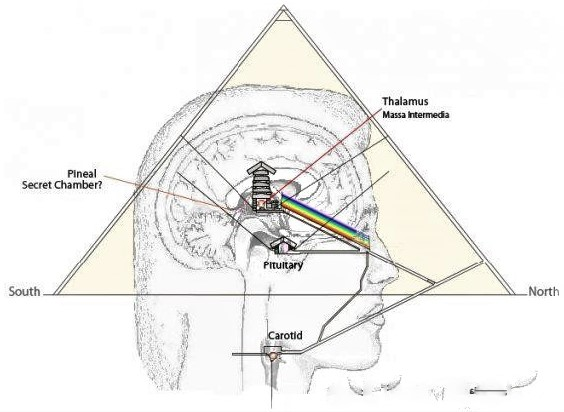 Thalamus
Massa Intermedia
Pineal
Secret Chamber?
Pituitary
South
North
Carotid